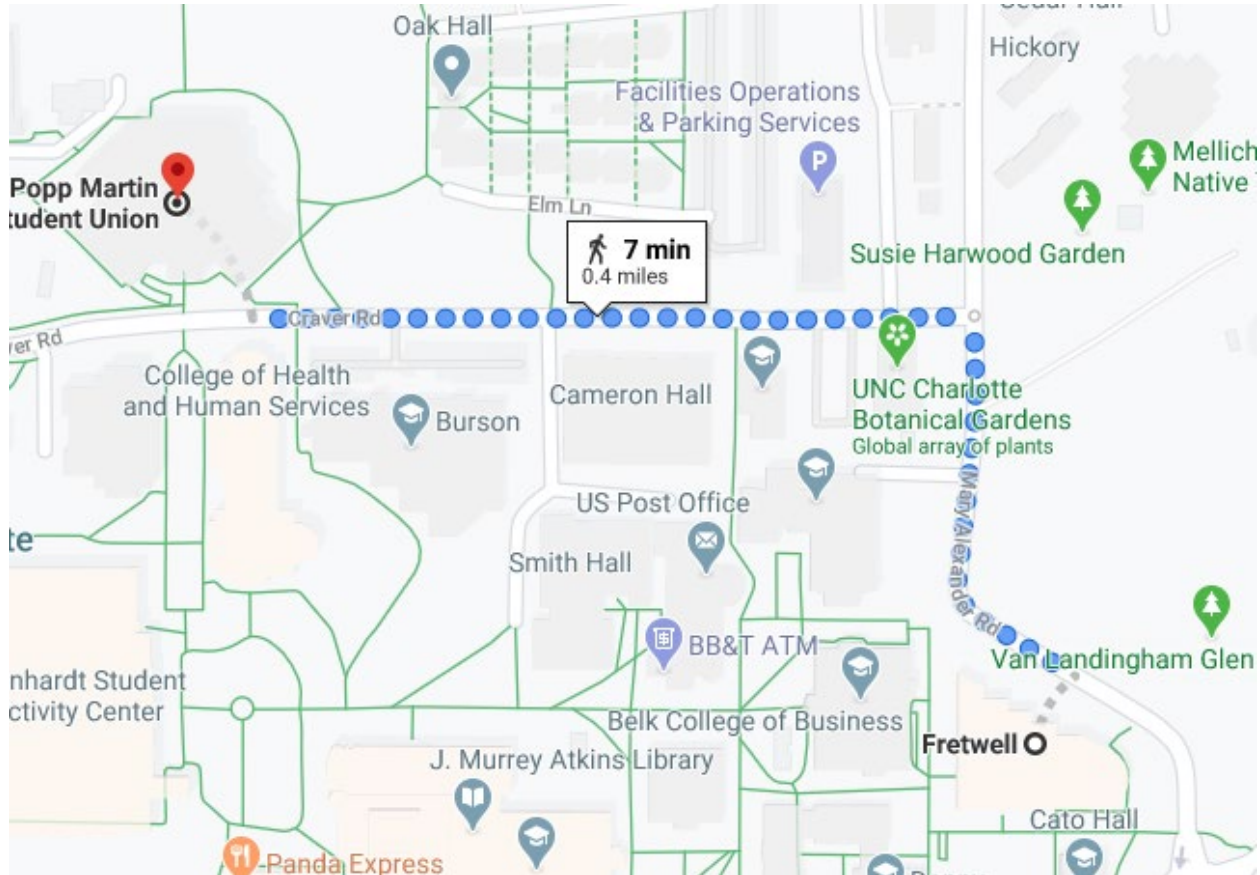 Oak Hall
Hickory
Facilities Operations
& Parking Services
P
Mellich
Native
Popp Martin
tudent Union
Elm Ln
7 min
0.4 miles
Susie Harwood Garden
Craver Rd
ver Rd
College of Health
and Human Services
Cameron Hall
UNC Charlotte
Botanical Gardens
Global array of plants
Burson
US Post Office
Mary Alexander Rd
te
Smith Hall
BB&T ATM
$
Van Landingham Glen
nhardt Student
ctivity Center
Belk College of Business
Fretwell
J. Murrey Atkins Library
Cato Hall
Panda Express